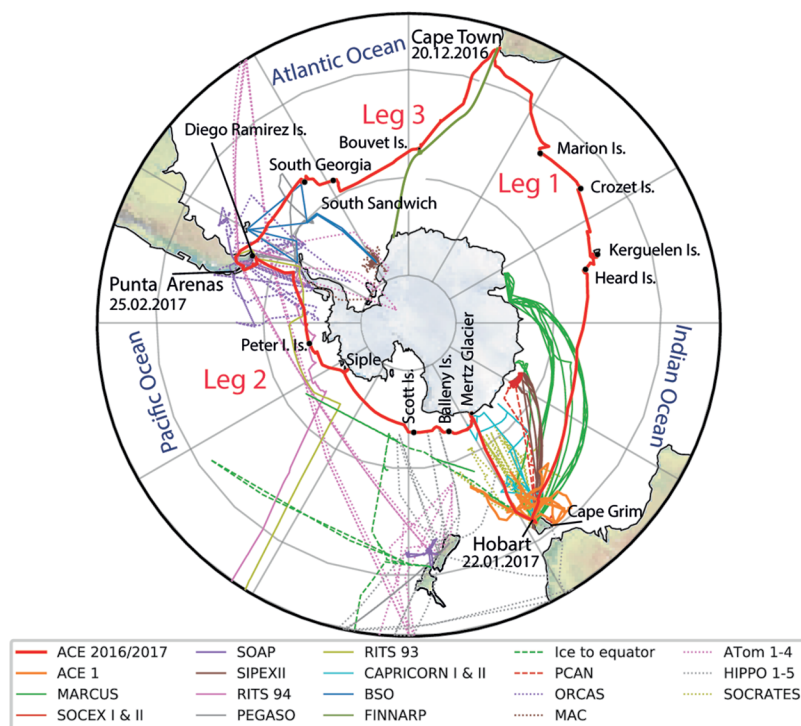 Cape Town
20.12.2016
Atlantic Ocean
Leg 3
Diego Ramirez Is.
Bouvet Is.
Marion Is.
South Georgia
Leg 1
Crozet Is.
South Sandwich
Kerguelen Is.
Heard Is.
Punta Arenas
25.02.2017
Peter I. Is.
Siple
Leg 2
Pacific Ocean
Indian Ocean
Scott Is.
Balleny Is.
Mertz Glacier
Cape Grim
Hobart
22.01.2017
ACE 2016/2017 SOAP RITS 93 Ice to equator ATom 1-4
ACE 1 SIPEXII CAPRICORN I & II PCAN HIPPO 1-5
MARCUS RITS 94 BSO ORCAS SOCRATES
SOCEX I & II PEGASO FINNARP MAC